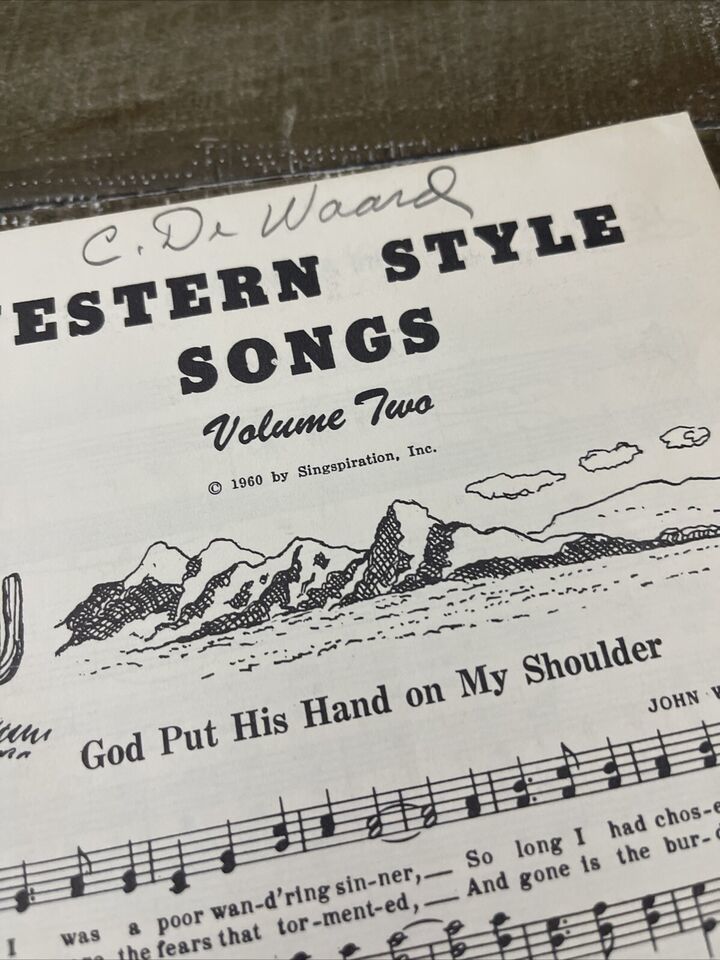 C. De Waard
ESTERN STYLE
SONGS
Volume Two
© 1960 by Singspiration, Inc.
God Put His Hand on My Shoulder
JOHN W
I was a poor wan-d'ring sin-ner,— So long I had chos-e
the fears that tor-ment-ed,— And gone is the bur-d